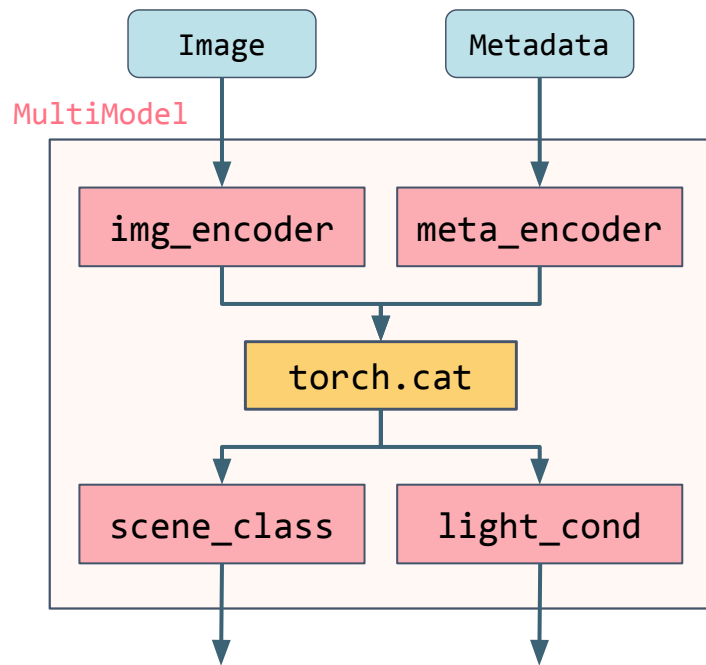 Image
Metadata
MultiModel
img_encoder
meta_encoder
torch.cat
scene_class
light_cond